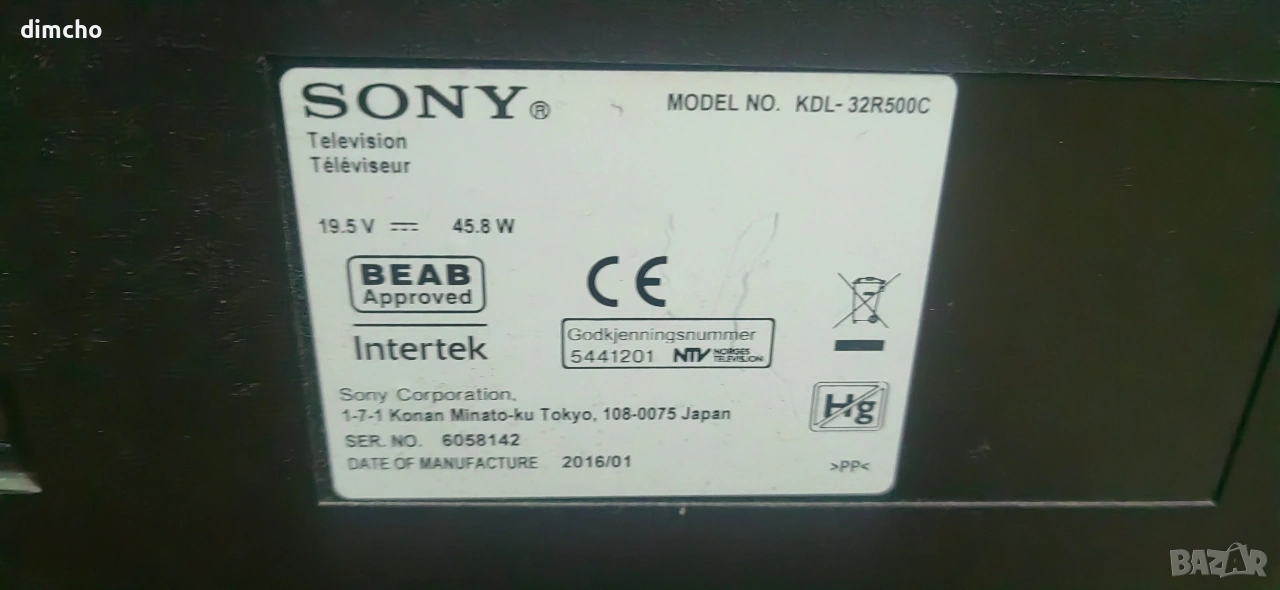 dimcho
SONY®
MODEL NO. KDL-32R500C
Television
Téléviseur
19.5 V 45.8 W
BEAB
Approved
Intertek
CE
Godkjenningsnummer
5441201 NTV NORGES TELEVISION
Hg
Sony Corporation,
1-7-1 Konan Minato-ku Tokyo, 108-0075 Japan
SER. NO. 6058142
DATE OF MANUFACTURE 2016/01
>PP<
BAZAR